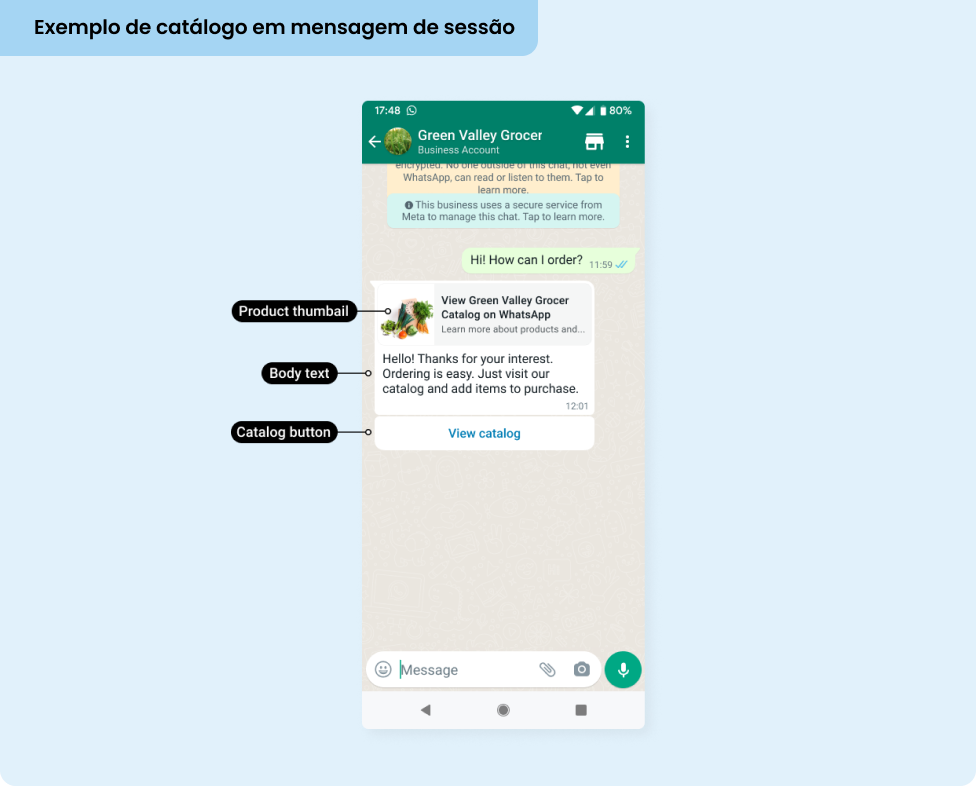 Exemplo de catálogo em mensagem de sessão
17:48
80%
Green Valley Grocer
Business Account
encrypted. No one outside of this chat, not even
WhatsApp, can read or listen to them. Tap to
learn more.
This business uses a secure service from
Meta to manage this chat. Tap to learn more.
Hi! How can I order?
11:59
Product thumbail
View Green Valley Grocer
Catalog on WhatsApp
Learn more about products and...
Body text
Hello! Thanks for your interest.
Ordering is easy. Just visit our
catalog and add items to purchase.
12:01
Catalog button
View catalog
Message